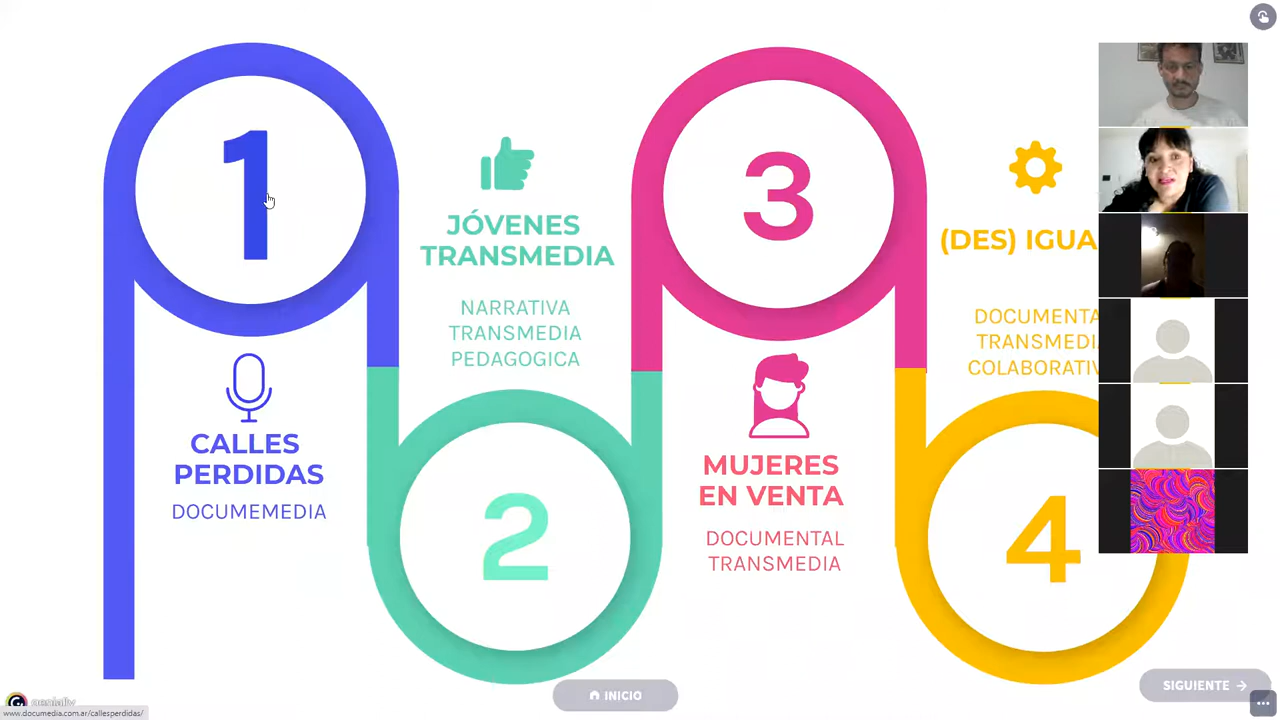 1
CALLES
PERDIDAS
DOCUMEMEDIA
JÓVENES
TRANSMEDIA
NARRATIVA
TRANSMEDIA
PEDAGOGICA
2
3
MUJERES
EN VENTA
DOCUMENTAL
TRANSMEDIA
(DES) IGUA
DOCUMENTA
TRANSMEDI
COLABORATIV
4
INICIO
SIGUIENTE
genially
www.documedia.com.ar/callesperdidas/